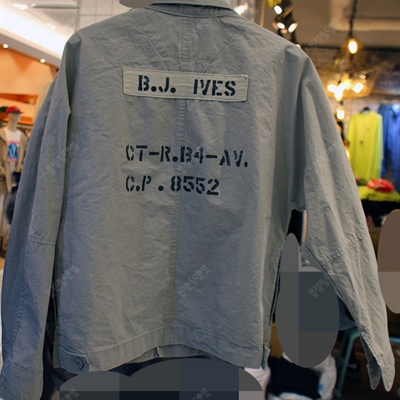 B.J. IVES
CT-R.B4-AV.
C.P. 8552